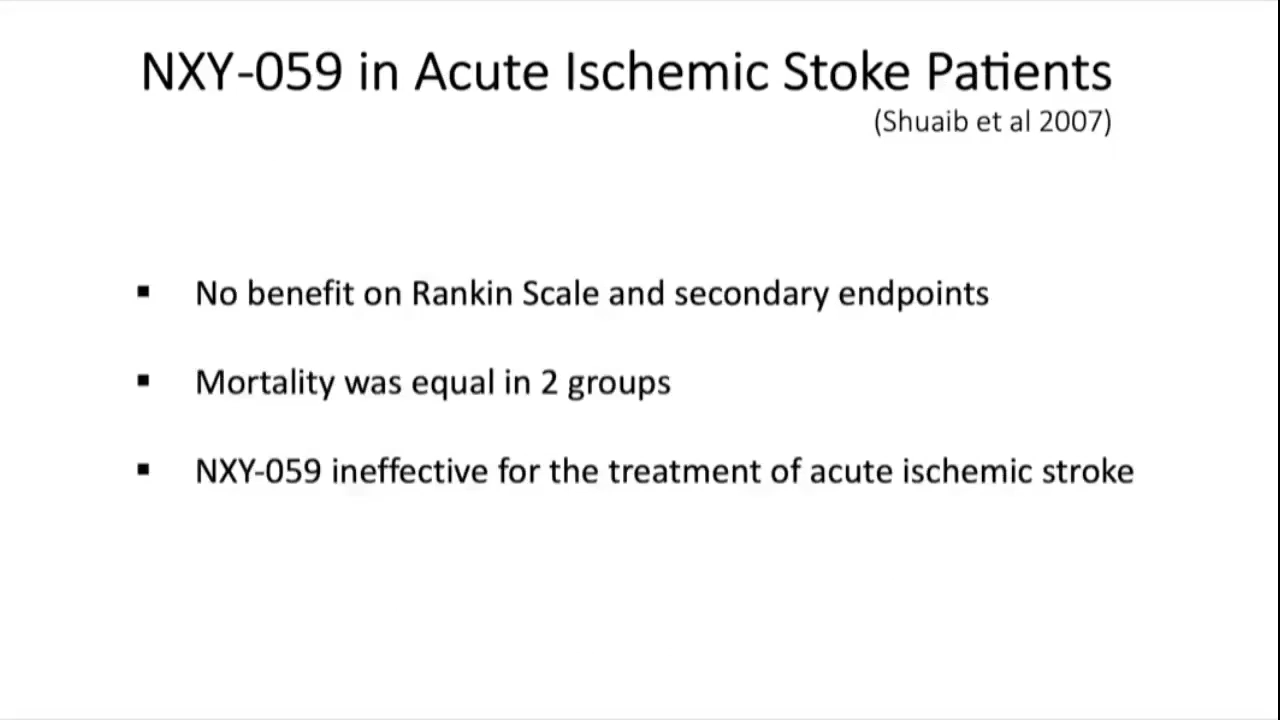 NXY-059 in Acute Ischemic Stoke Patients
(Shuaib et al 2007)
▪ No benefit on Rankin Scale and secondary endpoints
▪ Mortality was equal in 2 groups
▪ NXY-059 ineffective for the treatment of acute ischemic stroke